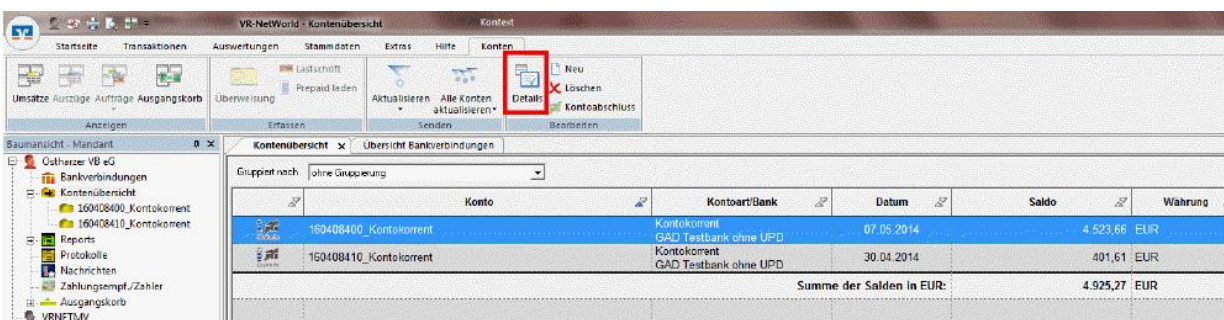 VR-NetWorld - Kontenübersicht Kontext
Startseite Transaktionen Auswertungen Stammdaten Extras Hilfe Konten
Umsätze Auszüge Aufträge Ausgangskorb
Anzeigen
Überweisung
Lastschrift
Prepaid laden
Erfassen
Aktualisieren
Alle Konten
aktualisieren
Senden
Details
Neu
Löschen
Kontoabschluss
Bearbeiten
Baumansicht - Mandant
Ostharzer VB eG
Bankverbindungen
Kontenübersicht
160408400_Kontokorrent
160408410_Kontokorrent
Reports
Protokolle
Nachrichten
Zahlungsempf./Zahler
Ausgangskorb
VRNETMV
Kontenübersicht x Übersicht Bankverbindungen
Gruppiert nach ohne Gruppierung
Konto Kontoart/Bank Datum Saldo Währung
160408400_Kontokorrent Kontokorrent 07.05.2014 4.523,66 EUR
GAD Testbank ohne UPD
160408410_Kontokorrent Kontokorrent 30.04.2014 401,61 EUR
GAD Testbank ohne UPD
Summe der Salden in EUR: 4.925,27 EUR